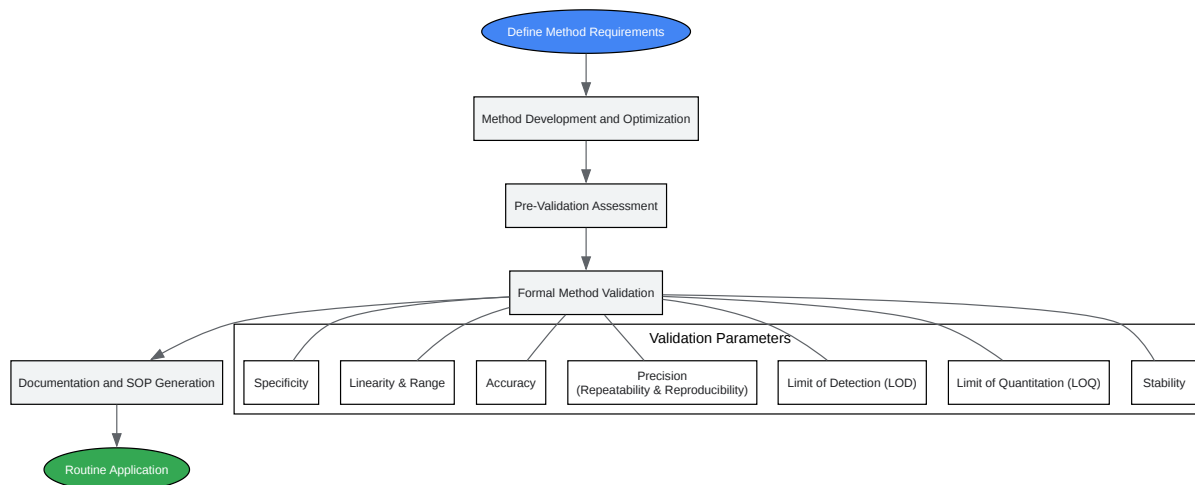 Define Method Requirements
Method Development and Optimization
Pre-Validation Assessment
Formal Method Validation
Validation Parameters
Documentation and SOP Generation
Specificity
Linearity & Range
Accuracy
Precision
(Repeatability & Reproducibility)
Limit of Detection (LOD)
Limit of Quantitation (LOQ)
Stability
Routine Application